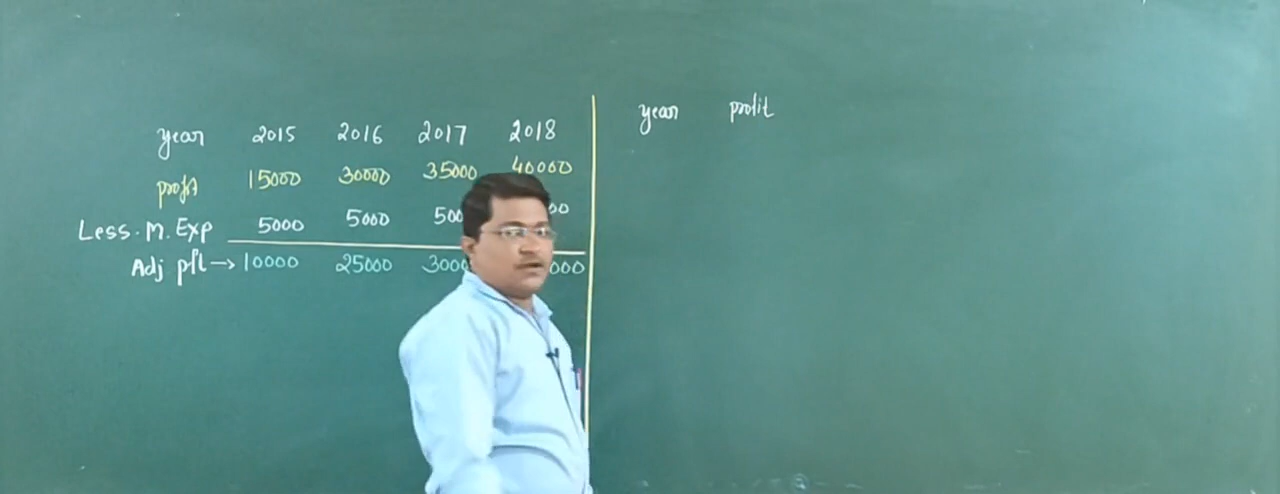 year 2015 2016 2017 2018
profit 15000 30000 35000 40000
Less. M. Exp 5000 5000
Adj pft → 10000 25000
year profit